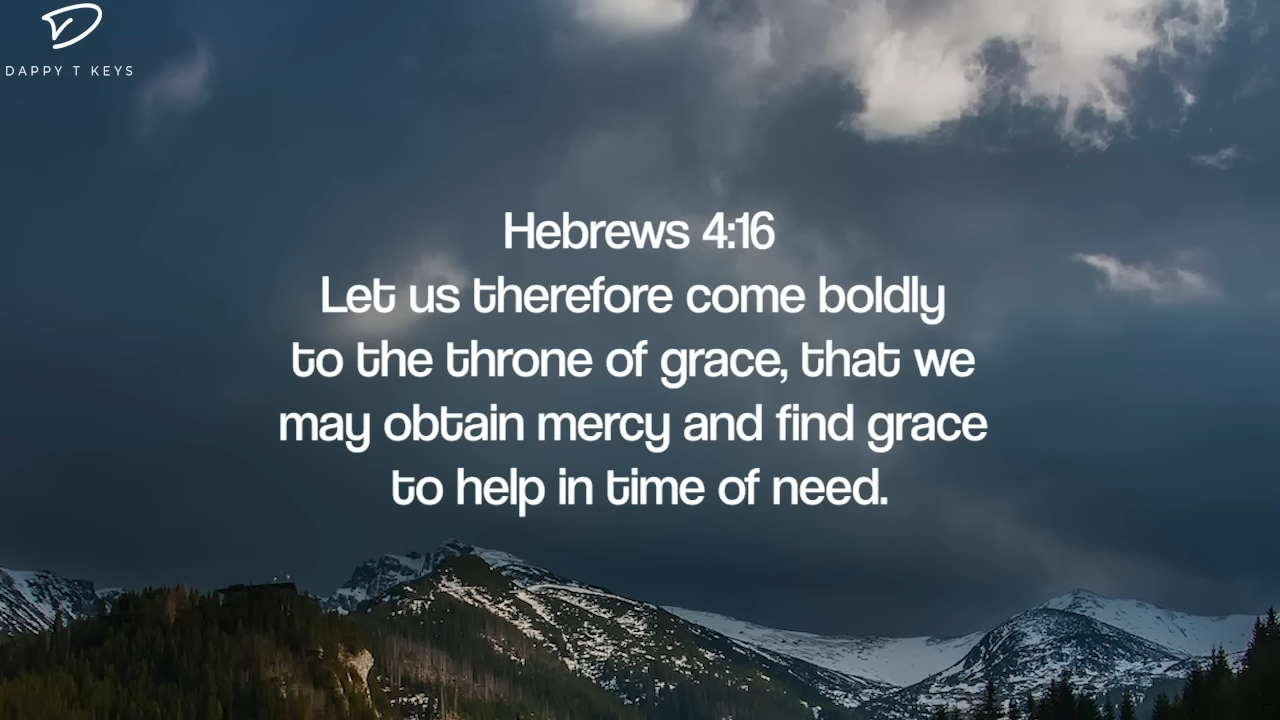 DAPPY T KEYS
Hebrews 4:16
Let us therefore come boldly
to the throne of grace, that we
may obtain mercy and find grace
to help in time of need.